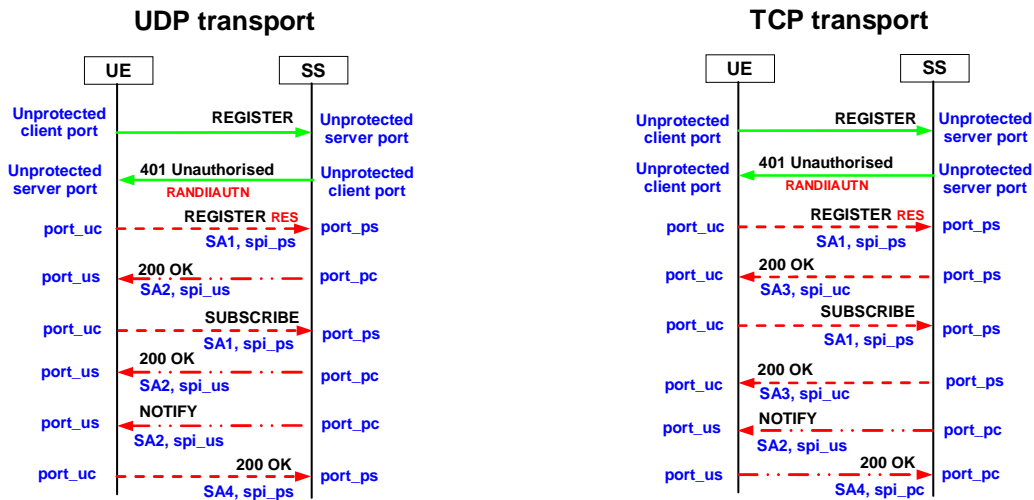 UDP transport
UE
SS
Unprotected
client port
REGISTER
Unprotected
server port
Unprotected
server port
401 Unauthorised
RANDIIAUTN
Unprotected
client port
port_uc
REGISTER RES
SA1, spi_ps
port_ps
port_us
200 OK
SA2, spi_us
port_pc
port_uc
SUBSCRIBE
SA1, spi_ps
port_ps
port_us
200 OK
SA2, spi_us
port_pc
port_us
NOTIFY
SA2, spi_us
port_pc
port_uc
200 OK
SA4, spi_ps
port_ps
TCP transport
UE
SS
Unprotected
client port
REGISTER
Unprotected
server port
Unprotected
client port
401 Unauthorised
RANDIIAUTN
Unprotected
server port
port_uc
REGISTER RES
SA1, spi_ps
port_ps
port_uc
200 OK
SA3, spi_uc
port_ps
port_uc
SUBSCRIBE
SA1, spi_ps
port_ps
port_uc
200 OK
SA3, spi_uc
port_ps
port_us
NOTIFY
SA2, spi_us
port_pc
port_us
200 OK
SA4, spi_pc
port_pc